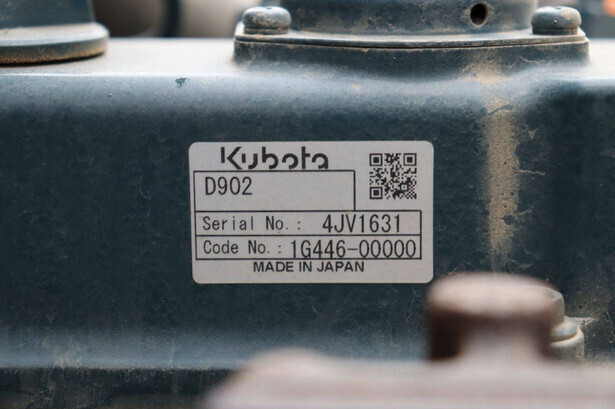 Kubota
D902
Serial No.: 4JV1631
Code No.: 1G446-00000
MADE IN JAPAN